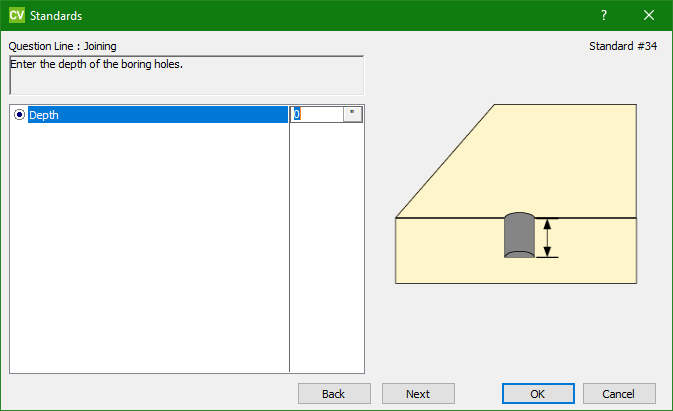 CV Standards ?
Question Line : Joining Standard #34
Enter the depth of the boring holes.
Depth 0 "
Back Next OK Cancel